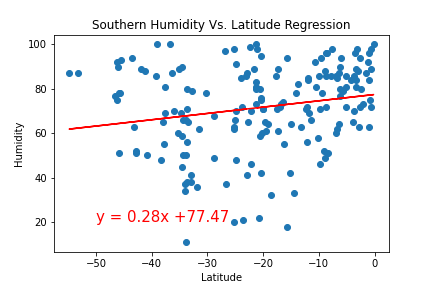 Southern Humidity Vs. Latitude Regression
100
80
60
40
20
Humidity
y = 0.28x +77.47
−50
−40
−30
−20
−10
0
Latitude